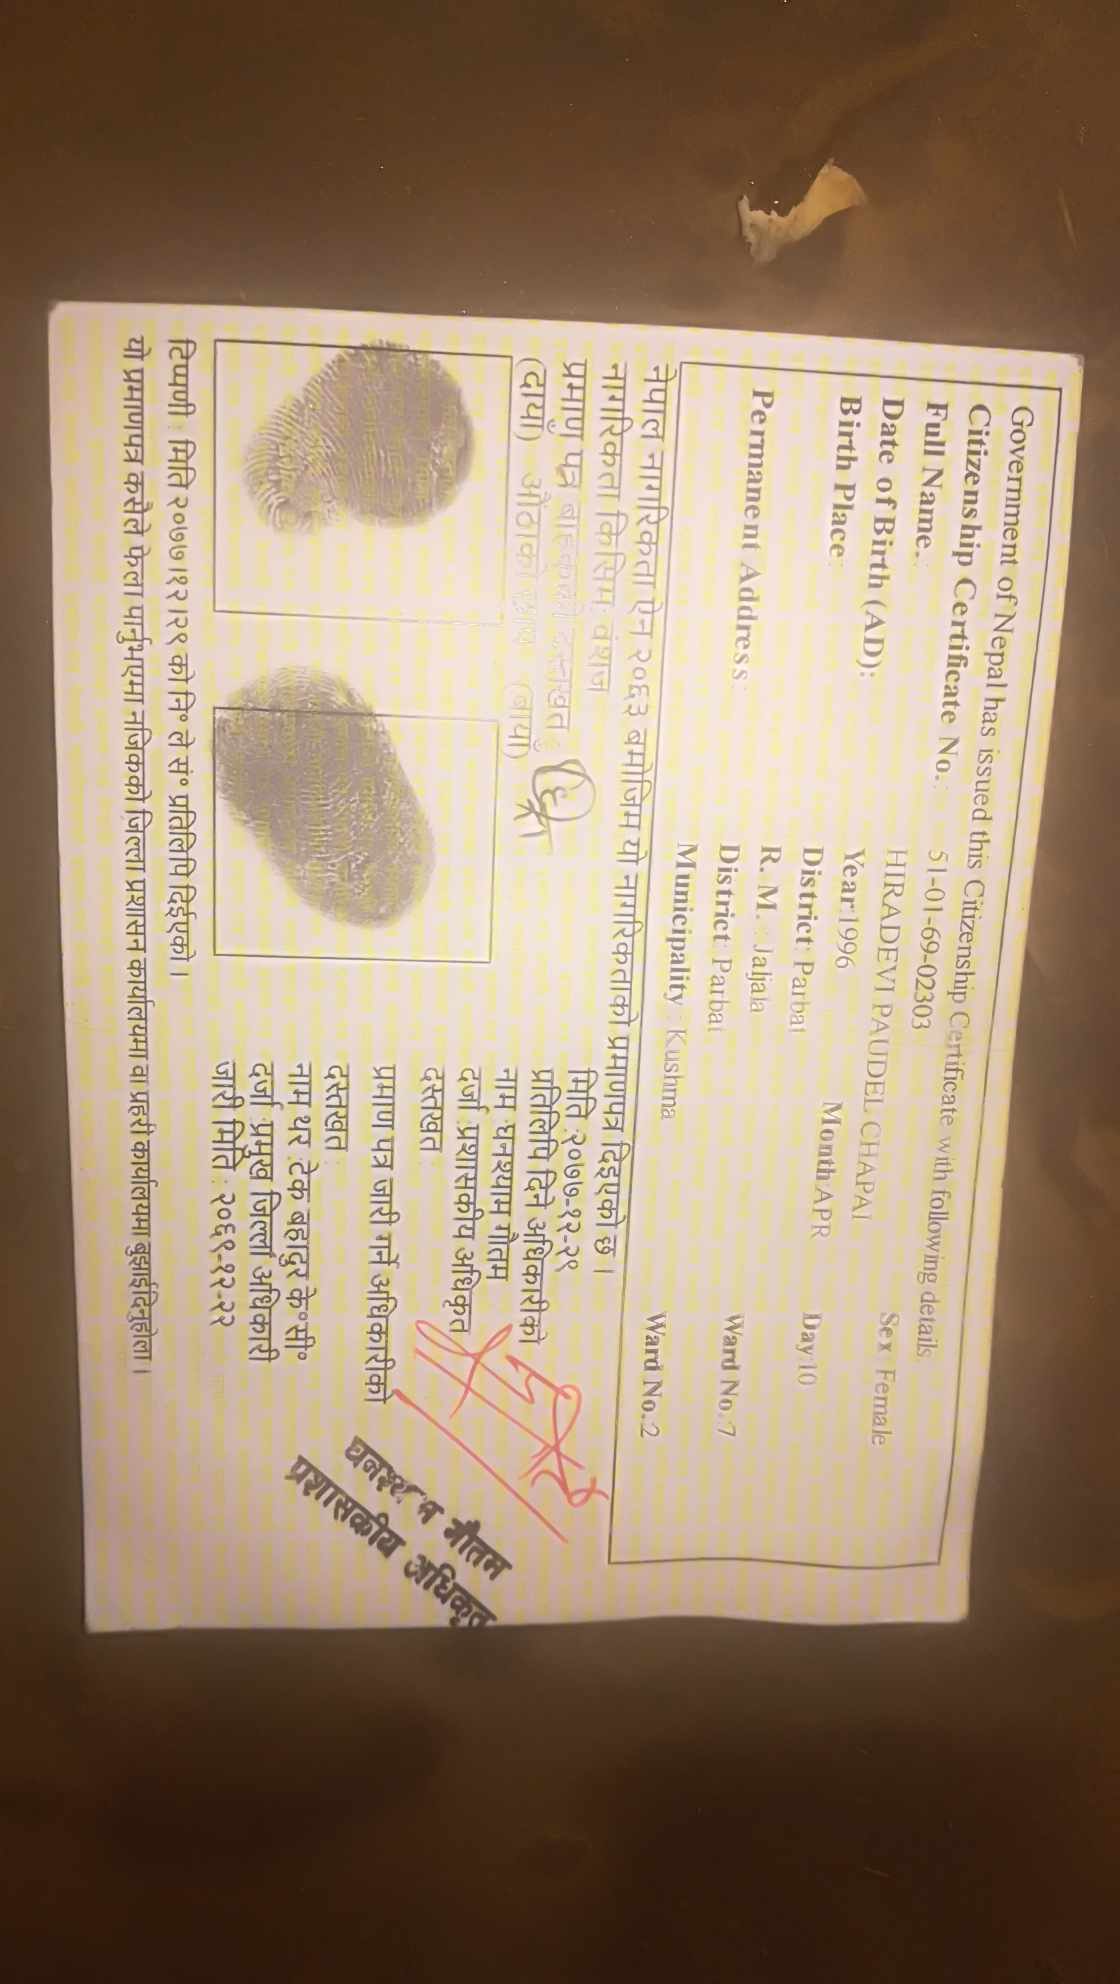 Government of Nepal has issued this Citizenship Certificate with following details.
Citizenship Certificate No.: 51-01-69-02303 Sex: Female
Full Name.: HIRADEVI PAUDEL CHAPAI
Date of Birth (AD): Year:1996 Month:APR Day:10
Birth Place: District: Parbat
R. M. : Jaljala Ward No.:7
Permanent Address: District: Parbat
Municipality : Kushma Ward No.:2
नेपाल नागरिकता ऐन २०६३ बमोजिम यो नागरिकताको प्रमाणपत्र दिइएको छ ।
नागरिकता किसिम: वंशज
मिति :२०७७-१२-२९
प्रमाण पत्र बाहकको दस्तखत :
प्रतिलिपि दिने अधिकारीको
(दायाँ) औंठाको छाप (बायाँ)
नाम :घनश्याम गौतम
दर्जा :प्रशासकीय अधिकृत
दस्तखत :
प्रमाण पत्र जारी गर्ने अधिकारीको
दस्तखत :
नाम थर :टेक बहादुर के॰सी॰
दर्जा :प्रमुख जिल्ला अधिकारी
जारी मिति : २०६९-१२-२२
घनश्याम गौतम
प्रशासकीय अधिकृत
टिप्पणी : मिति २०७७।१२।२९ को नि॰ ले सं॰ प्रतिलिपि दिईएको ।
यो प्रमाणपत्र कसैले फेला पार्नुभएमा नजिकको जिल्ला प्रशासन कार्यालयमा वा प्रहरी कार्यालयमा बुझाईदिनुहोला ।